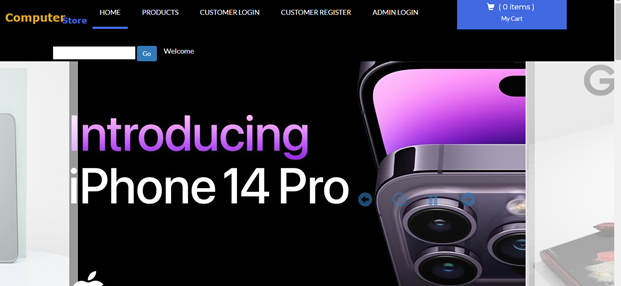 Computer Store
HOME PRODUCTS CUSTOMER LOGIN CUSTOMER REGISTER ADMIN LOGIN
( 0 items )
My Cart
Go Welcome
Introducing
iPhone 14 Pro
G